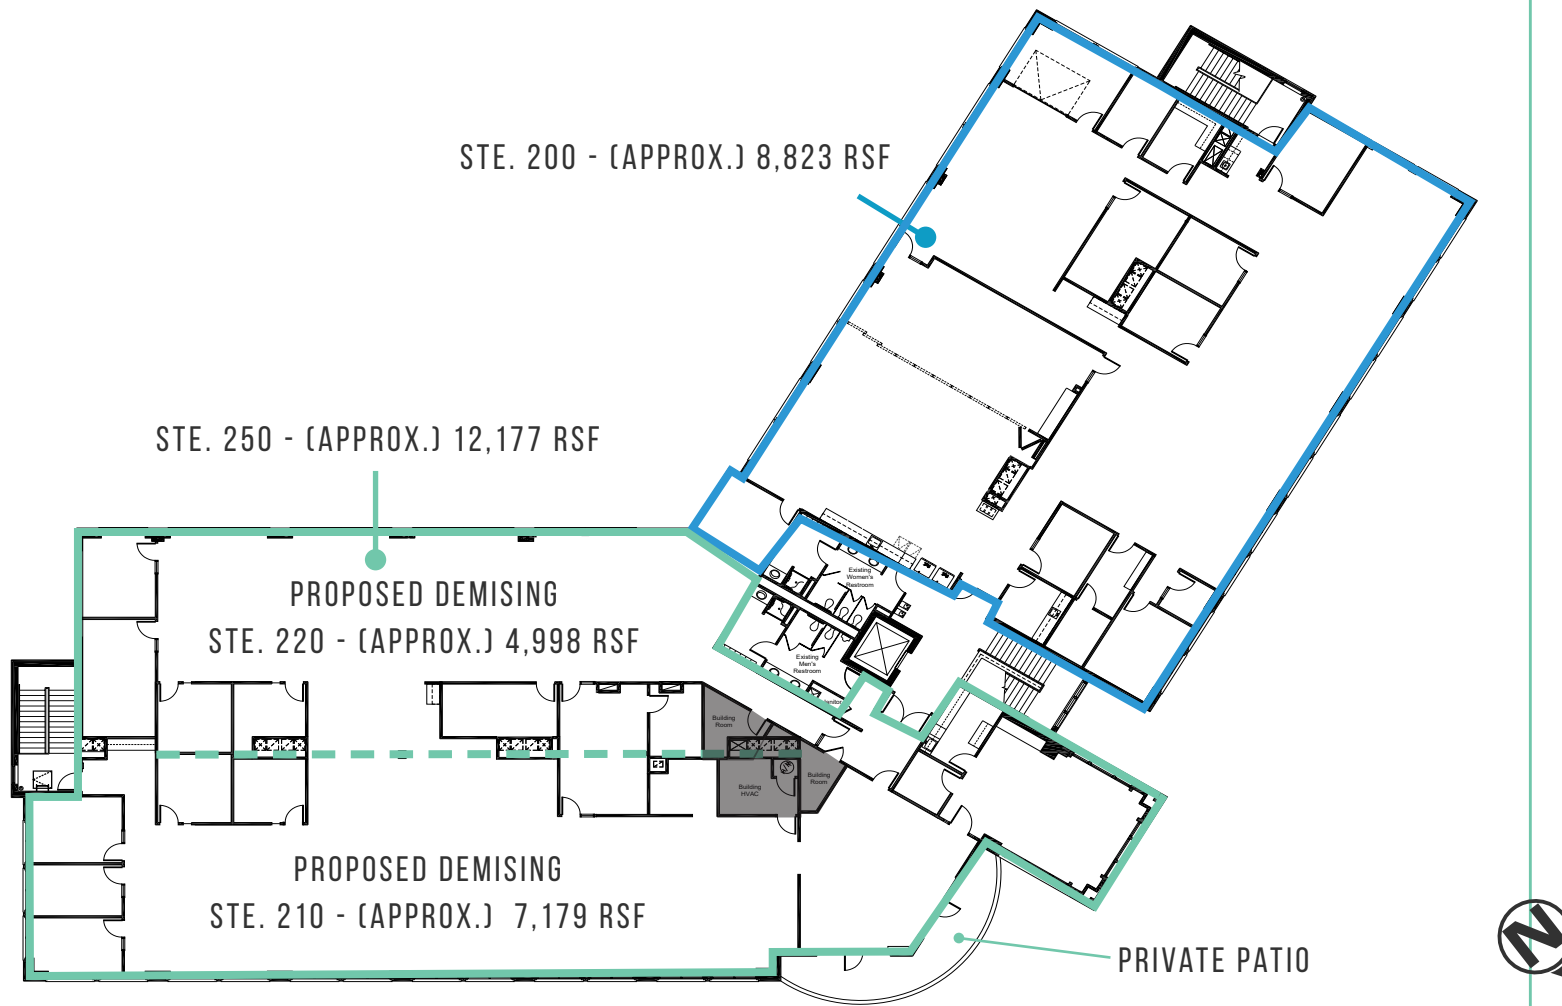 STE. 200 - (APPROX.) 8,823 RSF
STE. 250 - (APPROX.) 12,177 RSF
PROPOSED DEMISING
STE. 220 - (APPROX.) 4,998 RSF
Existing
Women's
Restroom
Existing
Men's
Restroom
Janitor
Building
Room
Building
Room
Building
HVAC
PROPOSED DEMISING
STE. 210 - (APPROX.) 7,179 RSF
PRIVATE PATIO
N